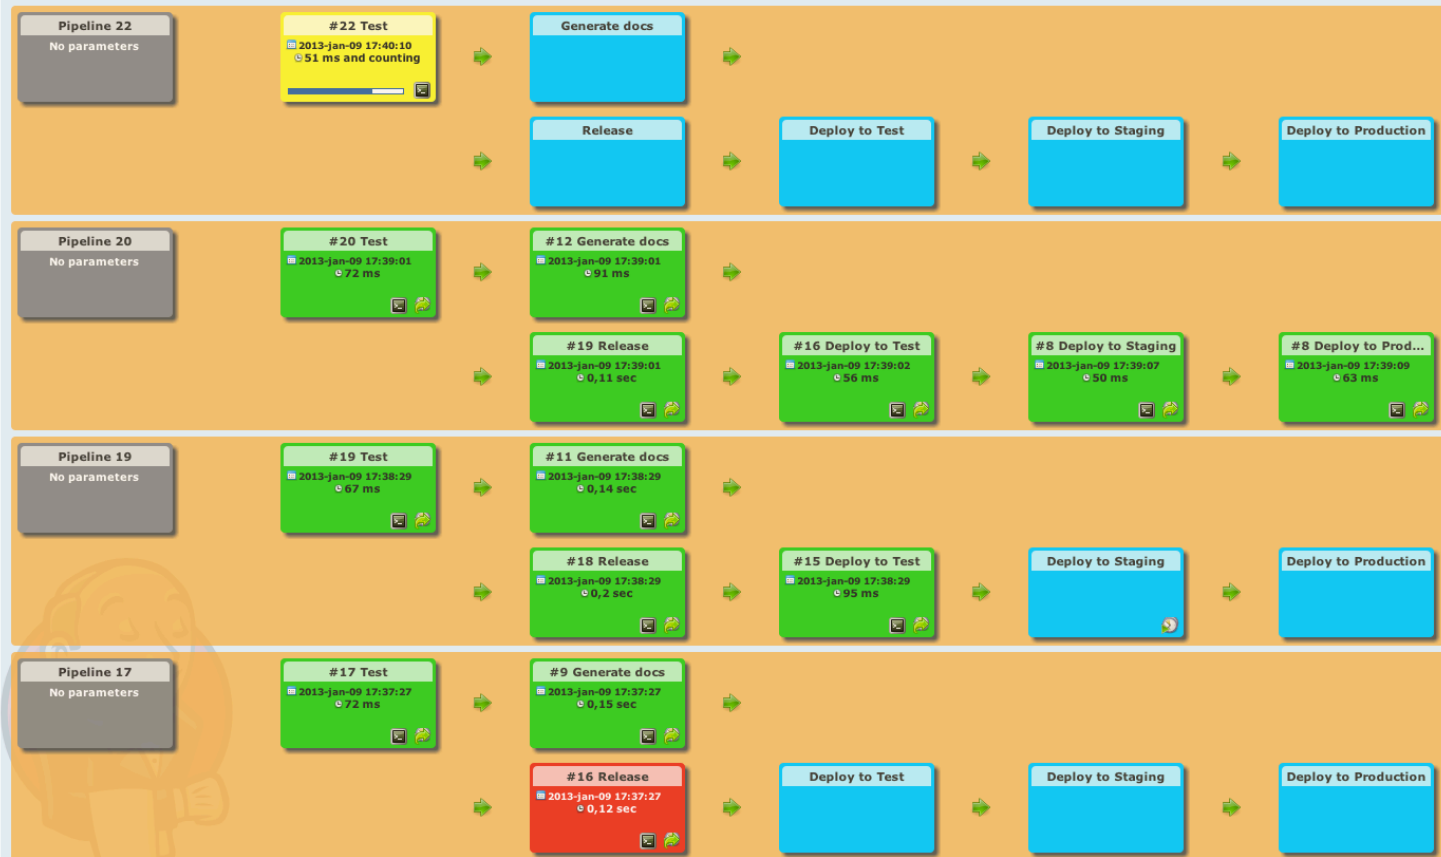 Pipeline 22
No parameters
#22 Test
2013-jan-09 17:40:10
51 ms and counting
Generate docs
Release
Deploy to Test
Deploy to Staging
Deploy to Production
Pipeline 20
No parameters
#20 Test
2013-jan-09 17:39:01
72 ms
#12 Generate docs
2013-jan-09 17:39:01
91 ms
#19 Release
2013-jan-09 17:39:01
0,11 sec
#16 Deploy to Test
2013-jan-09 17:39:02
56 ms
#8 Deploy to Staging
2013-jan-09 17:39:07
50 ms
#8 Deploy to Prod...
2013-jan-09 17:39:09
63 ms
Pipeline 19
No parameters
#19 Test
2013-jan-09 17:38:29
67 ms
#11 Generate docs
2013-jan-09 17:38:29
0,14 sec
#18 Release
2013-jan-09 17:38:29
0,2 sec
#15 Deploy to Test
2013-jan-09 17:38:29
95 ms
Deploy to Staging
Deploy to Production
Pipeline 17
No parameters
#17 Test
2013-jan-09 17:37:27
72 ms
#9 Generate docs
2013-jan-09 17:37:27
0,15 sec
#16 Release
2013-jan-09 17:37:27
0,12 sec
Deploy to Test
Deploy to Staging
Deploy to Production